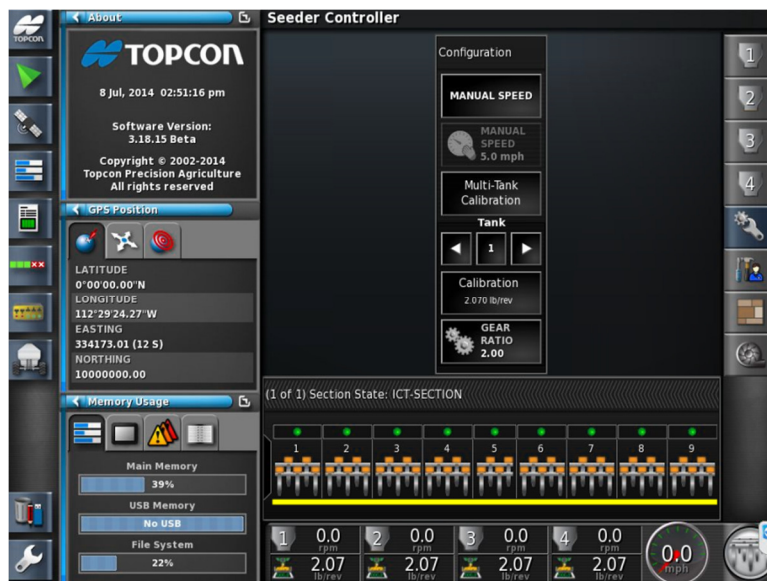 TOPCON
About
TOPCON
8 Jul, 2014 02:51:16 pm
Software Version:
3.18.15 Beta
Copyright © 2002-2014
Topcon Precision Agriculture
All rights reserved
GPS Position
LATITUDE
0°00'00.00"N
LONGITUDE
112°29'24.27"W
EASTING
334173.01 (12 S)
NORTHING
10000000.00
Memory Usage
Main Memory
39%
USB Memory
No USB
File System
22%
Seeder Controller
Configuration
MANUAL SPEED
MANUAL
SPEED
5.0 mph
Multi-Tank
Calibration
Tank
1
Calibration
2.070 lb/rev
GEAR
RATIO
2.00
(1 of 1) Section State: ICT-SECTION
1 2 3 4 5 6 7 8 9
1 0.0 2 0.0 3 0.0 4 0.0
rpm rpm rpm rpm
2.07 2.07 2.07 2.07
lb/rev lb/rev lb/rev lb/rev
0.0
mph
1
2
3
4